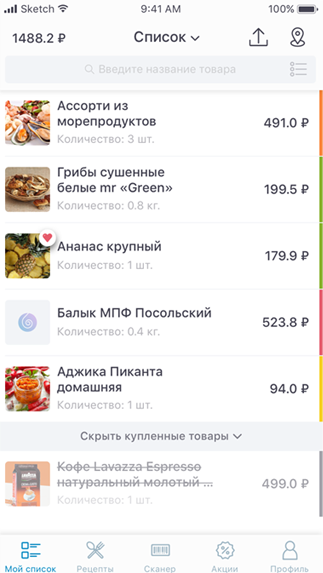 Sketch 9:41 AM 100%
1488.2 ₽ Список
Введите название товара
Ассорти из
морепродуктов
491.0 ₽
Количество: 3 шт.
Грибы сушенные
белые mr «Green»
199.5 ₽
Количество: 0.8 кг.
Ананас крупный
179.9 ₽
Количество: 1 шт.
Балык МПФ Посольский
523.8 ₽
Количество: 0.4 кг.
Аджика Пиканта
домашняя
94.0 ₽
Количество: 1 шт.
Скрыть купленные товары
Кофе Lavazza Espresso
натуральный молотый ...
499.0 ₽
Количество: 1 шт.
Мой список Рецепты Сканер Акции Профиль